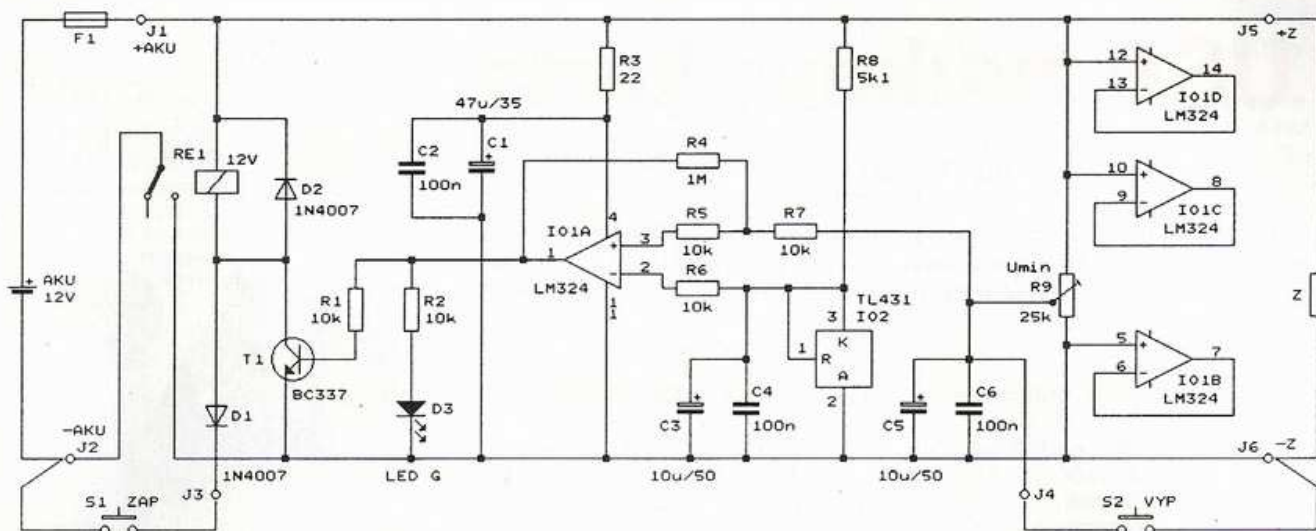 F1
J1
+AKU
J5
+Z
R3
22
R8
5k1
12
13
14
IO1D
LM324
47u/35
C2
100n
C1
+
R4
1M
RE1
12V
D2
1N4007
10
9
8
IO1C
LM324
4
IO1A
1
3
2
LM324
11
R5
10k
R7
10k
R6
10k
Umin
R9
25k
Z
AKU
12V
+
R1
10k
R2
10k
TL431
IO2
3
K
1
R
A
2
5
6
7
IO1B
LM324
T1
BC337
D1
D3
C3
+
C4
100n
C5
+
C6
100n
-AKU
J2
J6
-Z
1N4007
LED G
10u/50
10u/50
J3
J4
S1
ZAP
S2
VYP